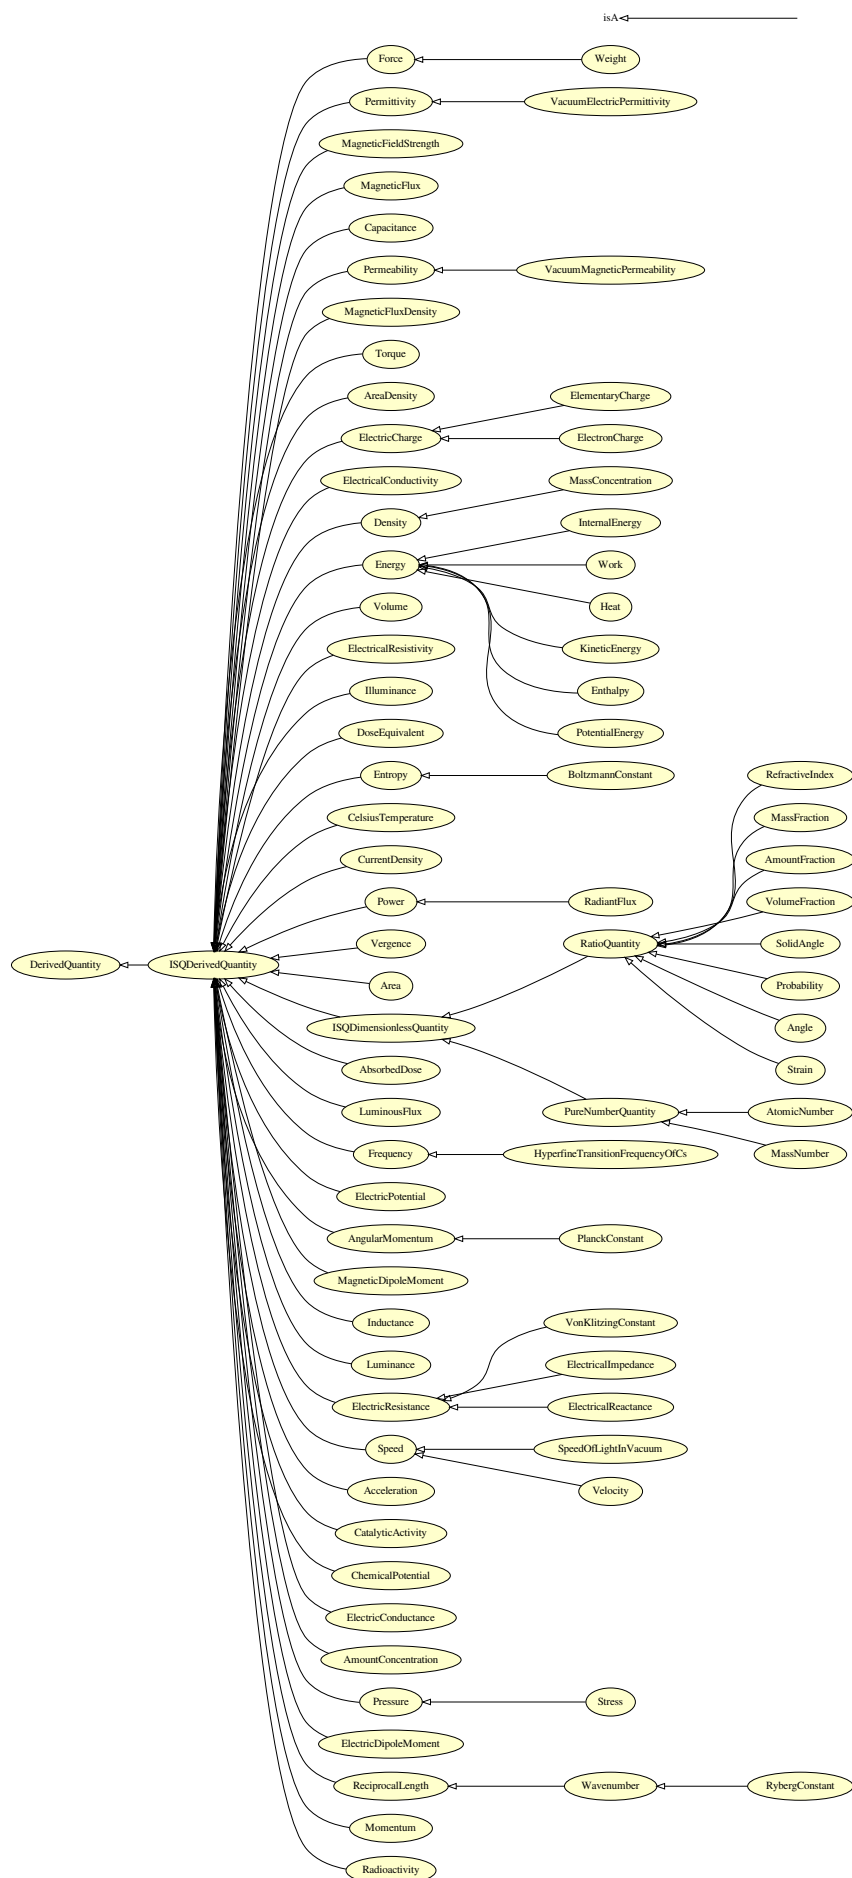 isA
Force
Weight
Permittivity
VacuumElectricPermittivity
MagneticFieldStrength
MagneticFlux
Capacitance
Permeability
VacuumMagneticPermeability
MagneticFluxDensity
Torque
AreaDensity
ElementaryCharge
ElectricCharge
ElectronCharge
ElectricalConductivity
MassConcentration
Density
InternalEnergy
Energy
Work
Volume
Heat
ElectricalResistivity
KineticEnergy
Illuminance
Enthalpy
DoseEquivalent
PotentialEnergy
Entropy
BoltzmannConstant
RefractiveIndex
CelsiusTemperature
MassFraction
CurrentDensity
AmountFraction
Power
RadiantFlux
VolumeFraction
Vergence
RatioQuantity
SolidAngle
DerivedQuantity
ISQDerivedQuantity
Area
Probability
ISQDimensionlessQuantity
Angle
AbsorbedDose
Strain
LuminousFlux
PureNumberQuantity
AtomicNumber
Frequency
HyperfineTransitionFrequencyOfCs
MassNumber
ElectricPotential
AngularMomentum
PlanckConstant
MagneticDipoleMoment
Inductance
VonKlitzingConstant
Luminance
ElectricalImpedance
ElectricResistance
ElectricalReactance
Speed
SpeedOfLightInVacuum
Acceleration
Velocity
CatalyticActivity
ChemicalPotential
ElectricConductance
AmountConcentration
Pressure
Stress
ElectricDipoleMoment
ReciprocalLength
Wavenumber
RybergConstant
Momentum
Radioactivity